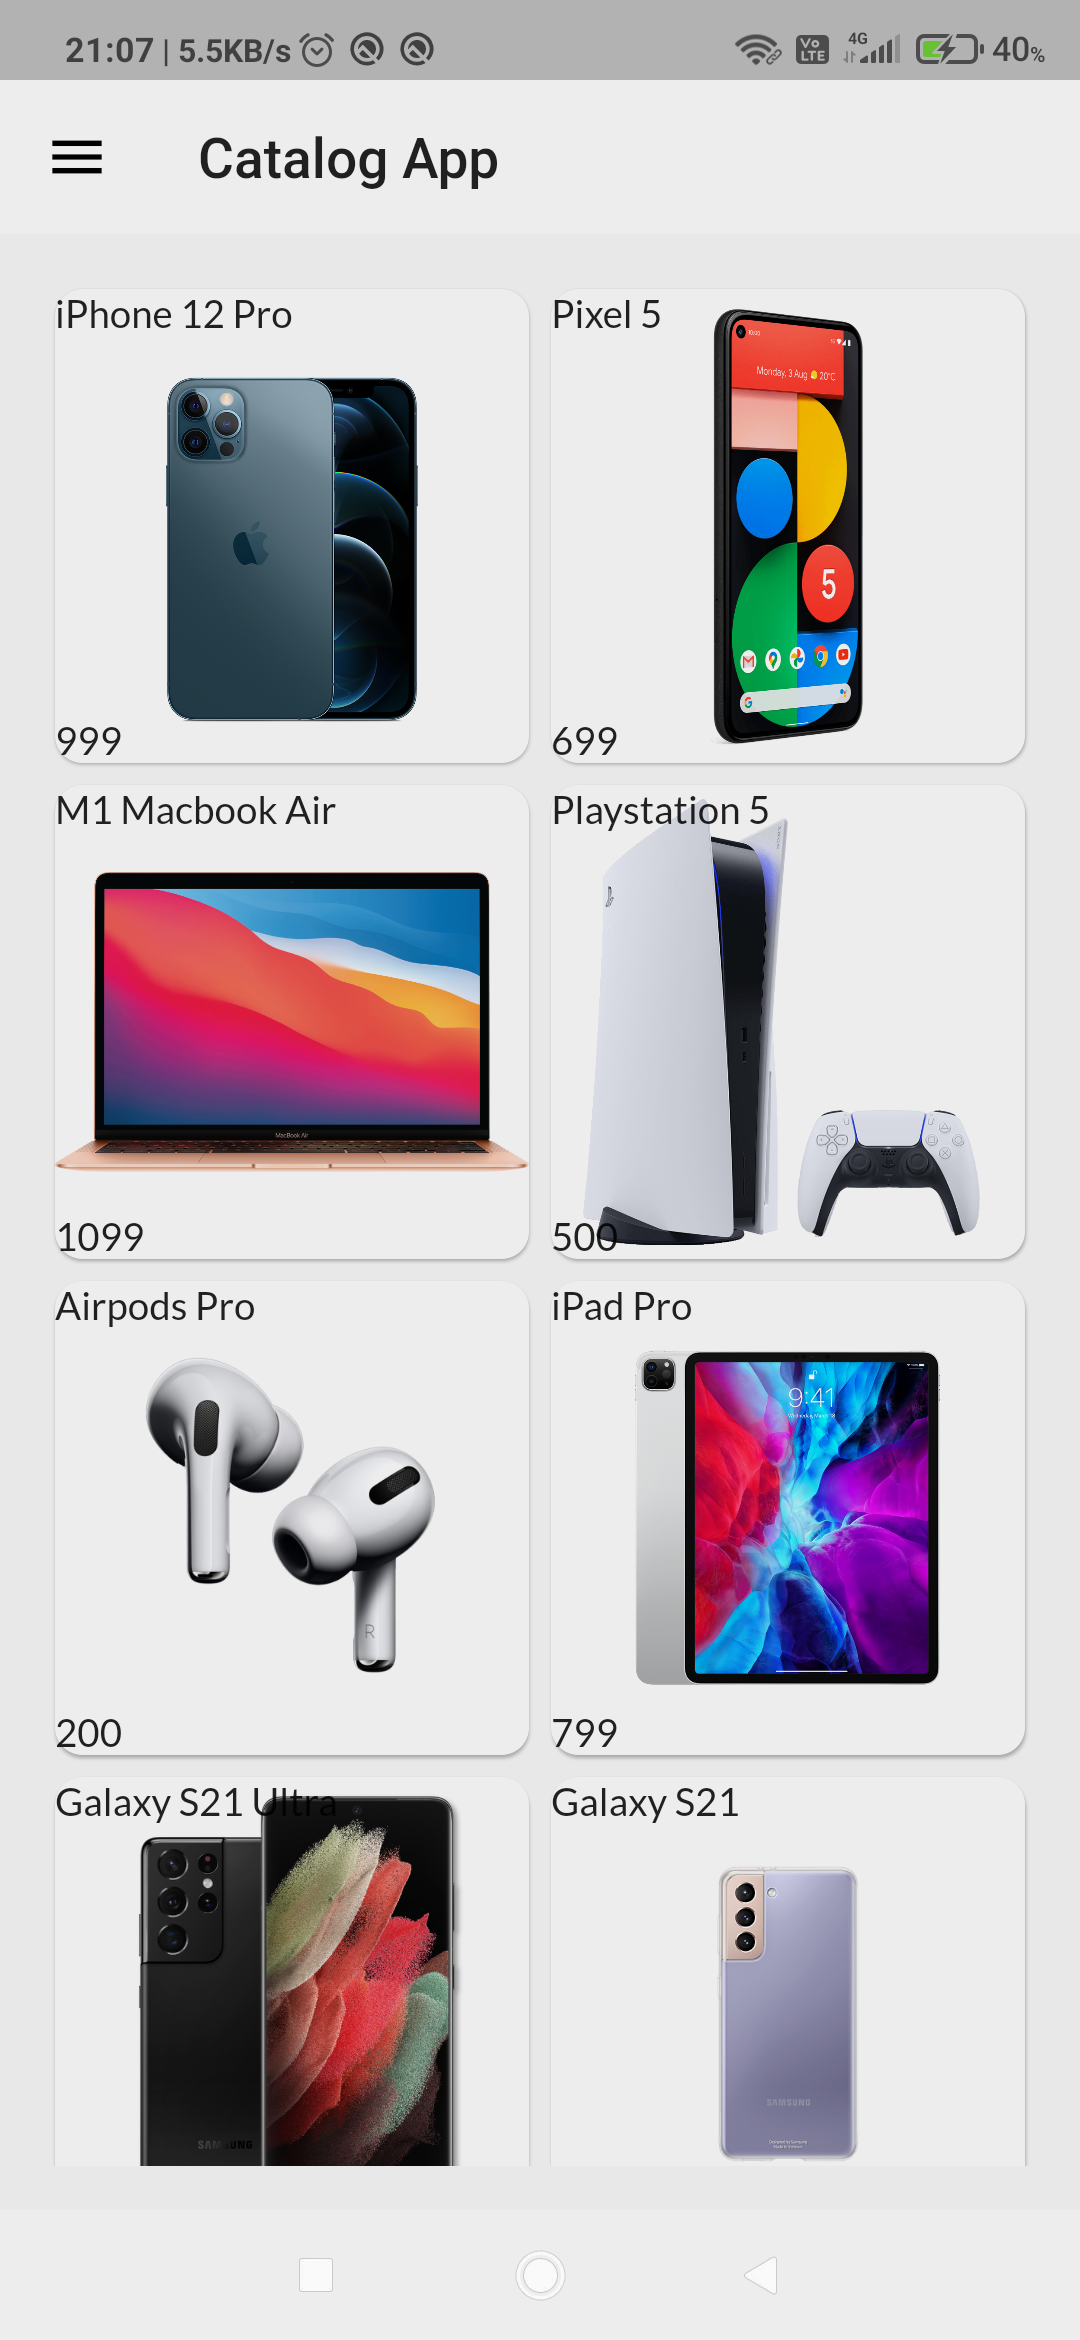 21:07 | 5.5KB/s Vo LTE 4G 40%
Catalog App
iPhone 12 Pro
999
Pixel 5
10:00
Monday, 3 Aug 20°C
5
699
M1 Macbook Air
MacBook Air
1099
Playstation 5
500
Airpods Pro
R
200
iPad Pro
9:41
799
Galaxy S21 Ultra
SAMSUNG
Galaxy S21
SAMSUNG